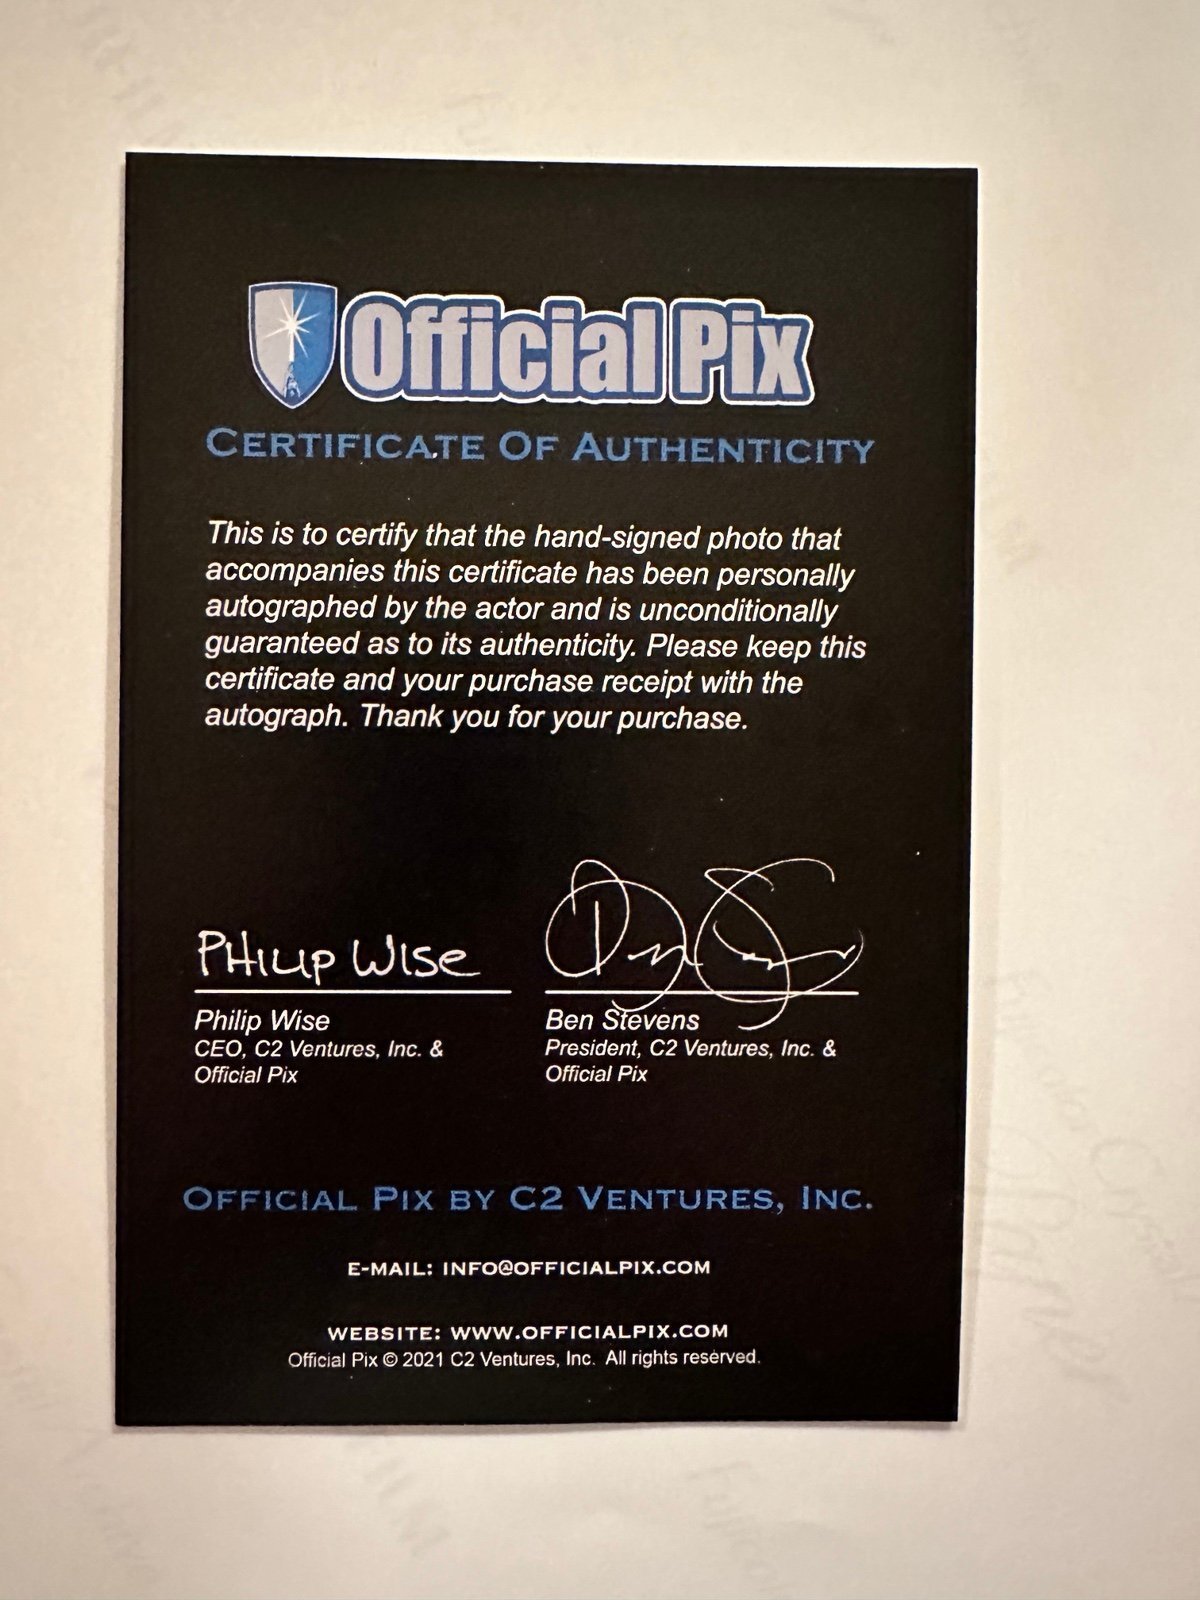 Official Pix
CERTIFICATE OF AUTHENTICITY
This is to certify that the hand-signed photo that
accompanies this certificate has been personally
autographed by the actor and is unconditionally
guaranteed as to its authenticity. Please keep this
certificate and your purchase receipt with the
autograph. Thank you for your purchase.
PHILIP WISe
Philip Wise
CEO, C2 Ventures, Inc. &
Official Pix
Ben Stevens
President, C2 Ventures, Inc. &
Official Pix
OFFICIAL PIX BY C2 VENTURES, INC.
E-MAIL: INFO@OFFICIALPIX.COM
WEBSITE: WWW.OFFICIALPIX.COM
Official Pix © 2021 C2 Ventures, Inc. All rights reserved.